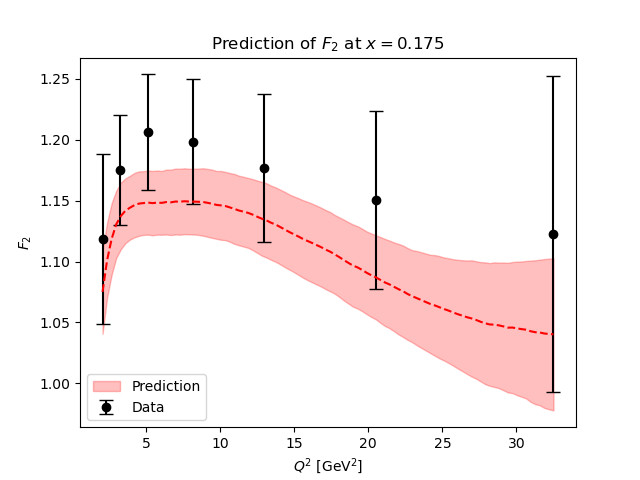 Prediction of F₂ at x = 0.175
1.25
1.20
1.15
1.10
1.05
1.00
F₂
Prediction
Data
5 10 15 20 25 30
Q² [GeV²]